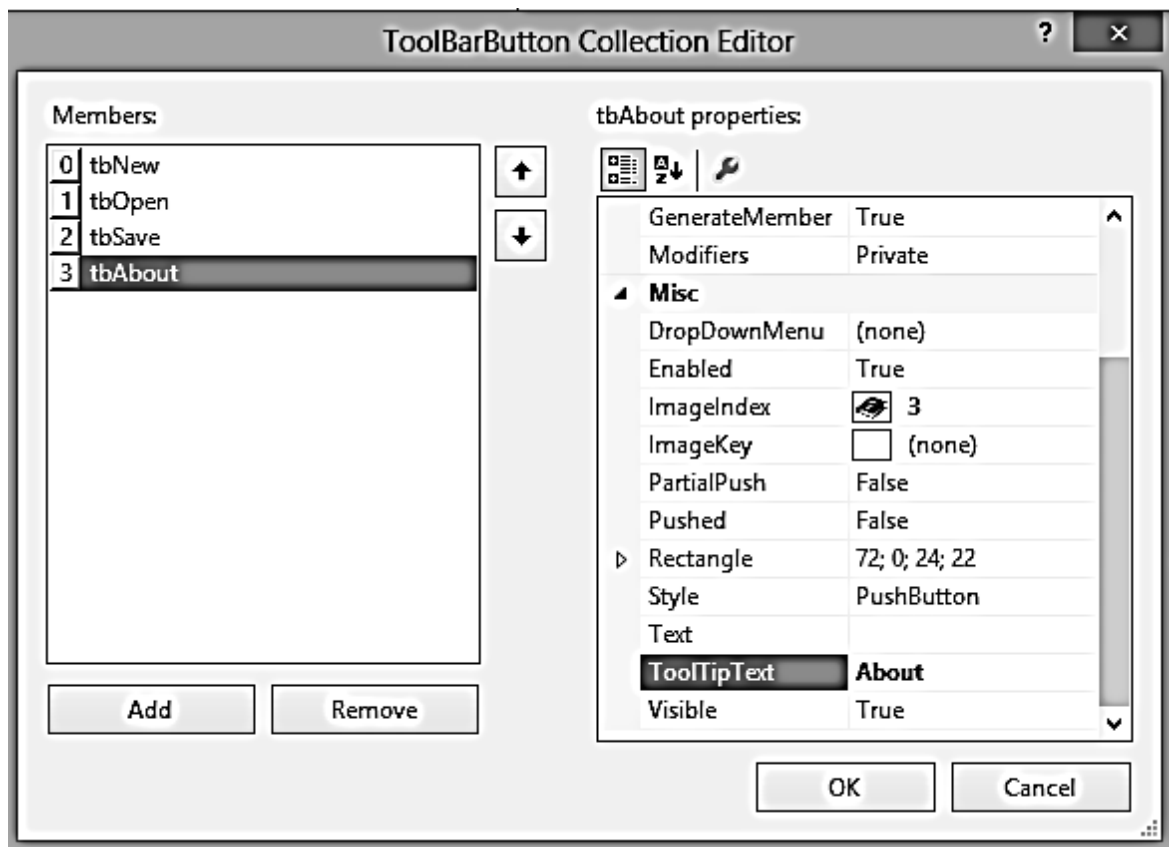 ToolBarButton Collection Editor
?
Members:
0 tbNew
1 tbOpen
2 tbSave
3 tbAbout
Add
Remove
tbAbout properties:
GenerateMember True
Modifiers Private
Misc
DropDownMenu (none)
Enabled True
ImageIndex 3
ImageKey (none)
PartialPush False
Pushed False
Rectangle 72; 0; 24; 22
Style PushButton
Text
ToolTipText About
Visible True
OK
Cancel